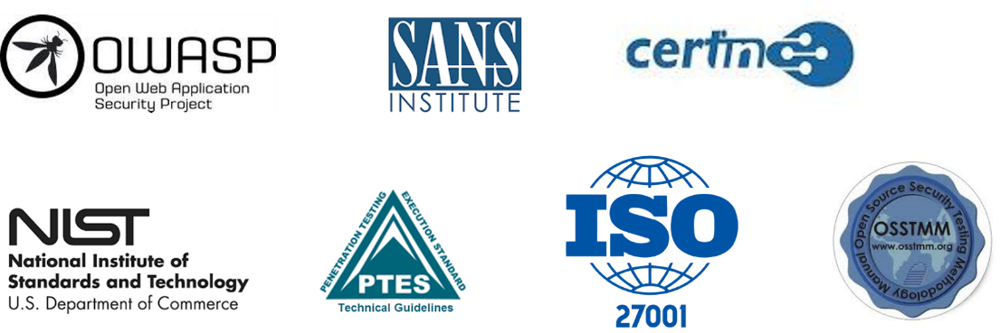 OWASP
Open Web Application
Security Project
SANS
INSTITUTE
certin
NIST
National Institute of
Standards and Technology
U.S. Department of Commerce
PENETRATION TESTING
EXECUTION STANDARD
PTES
Technical Guidelines
ISO
27001
Open Source Security Testing Methodology Manual
OSSTMM
www.osstmm.org